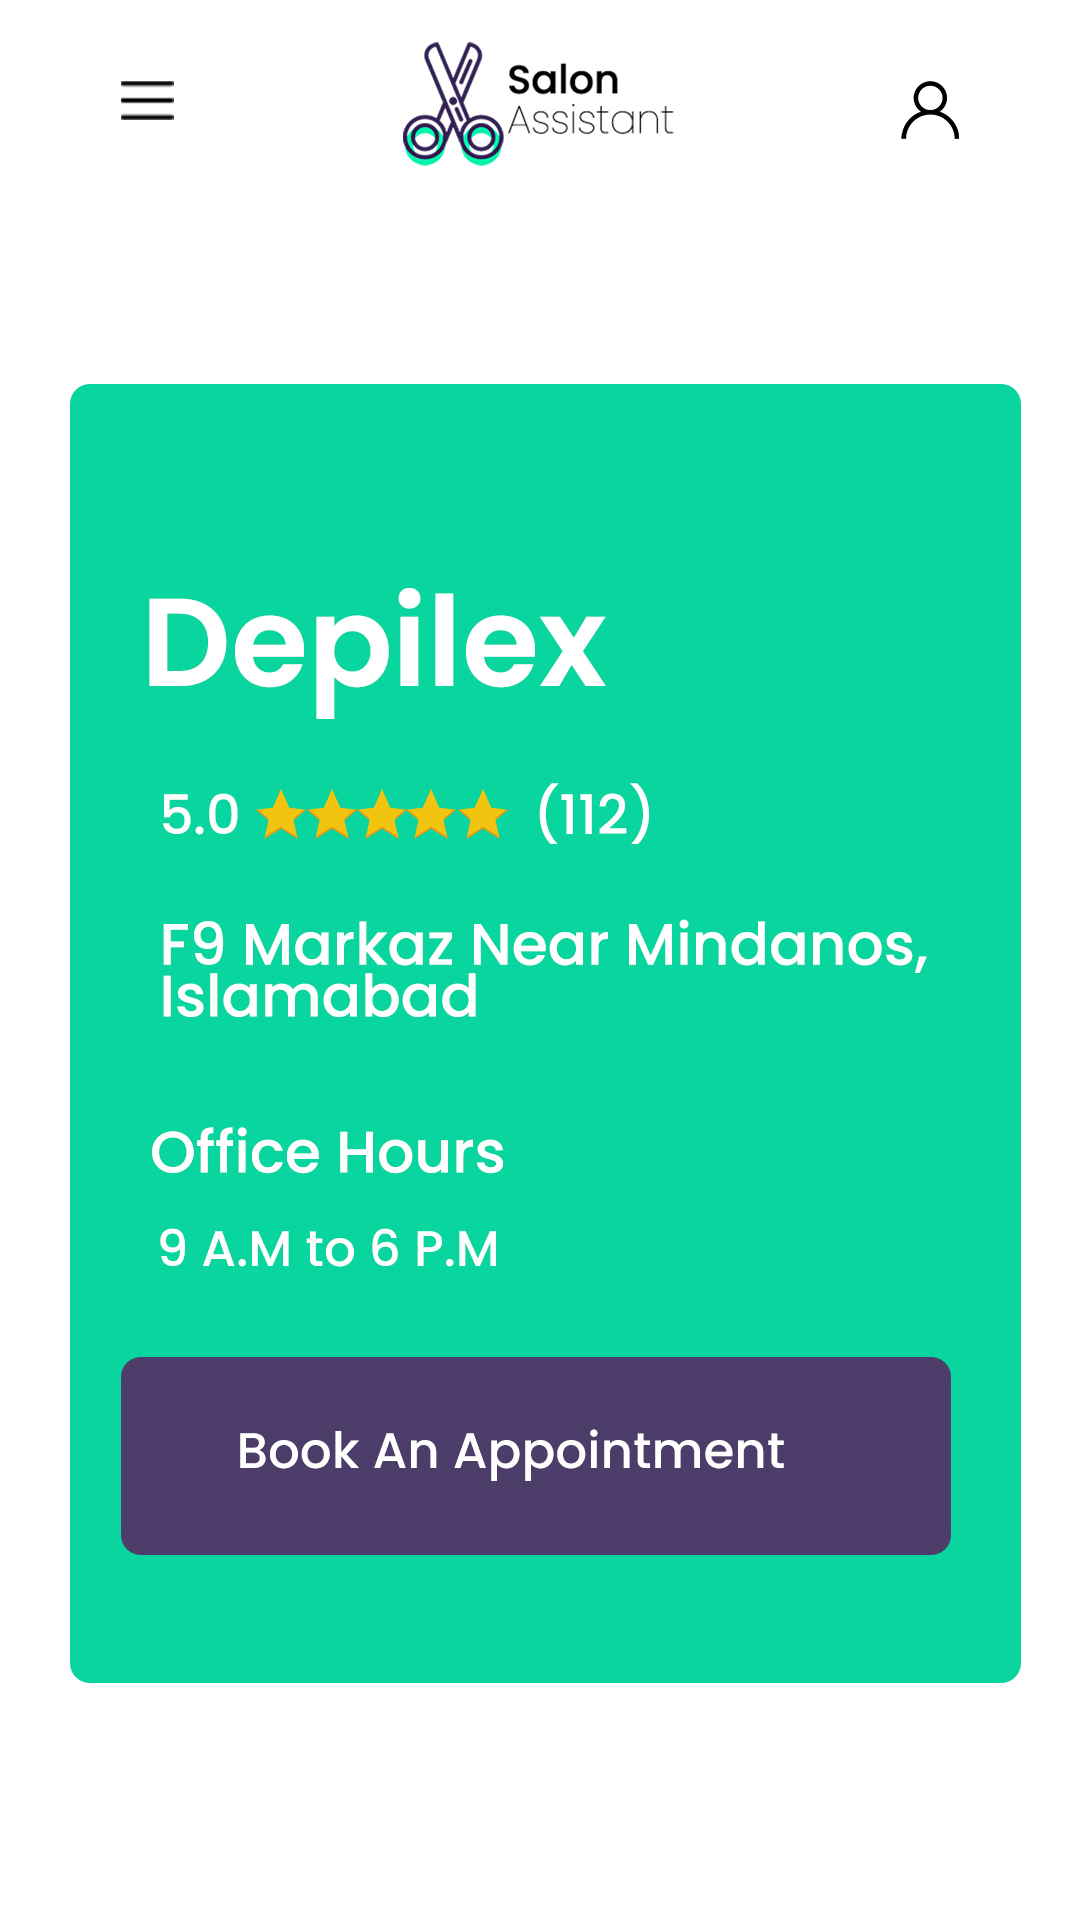 Salon
Assistant
Depilex
5.0 (112)
F9 Markaz Near Mindanos,
Islamabad
Office Hours
9 A.M to 6 P.M
Book An Appointment